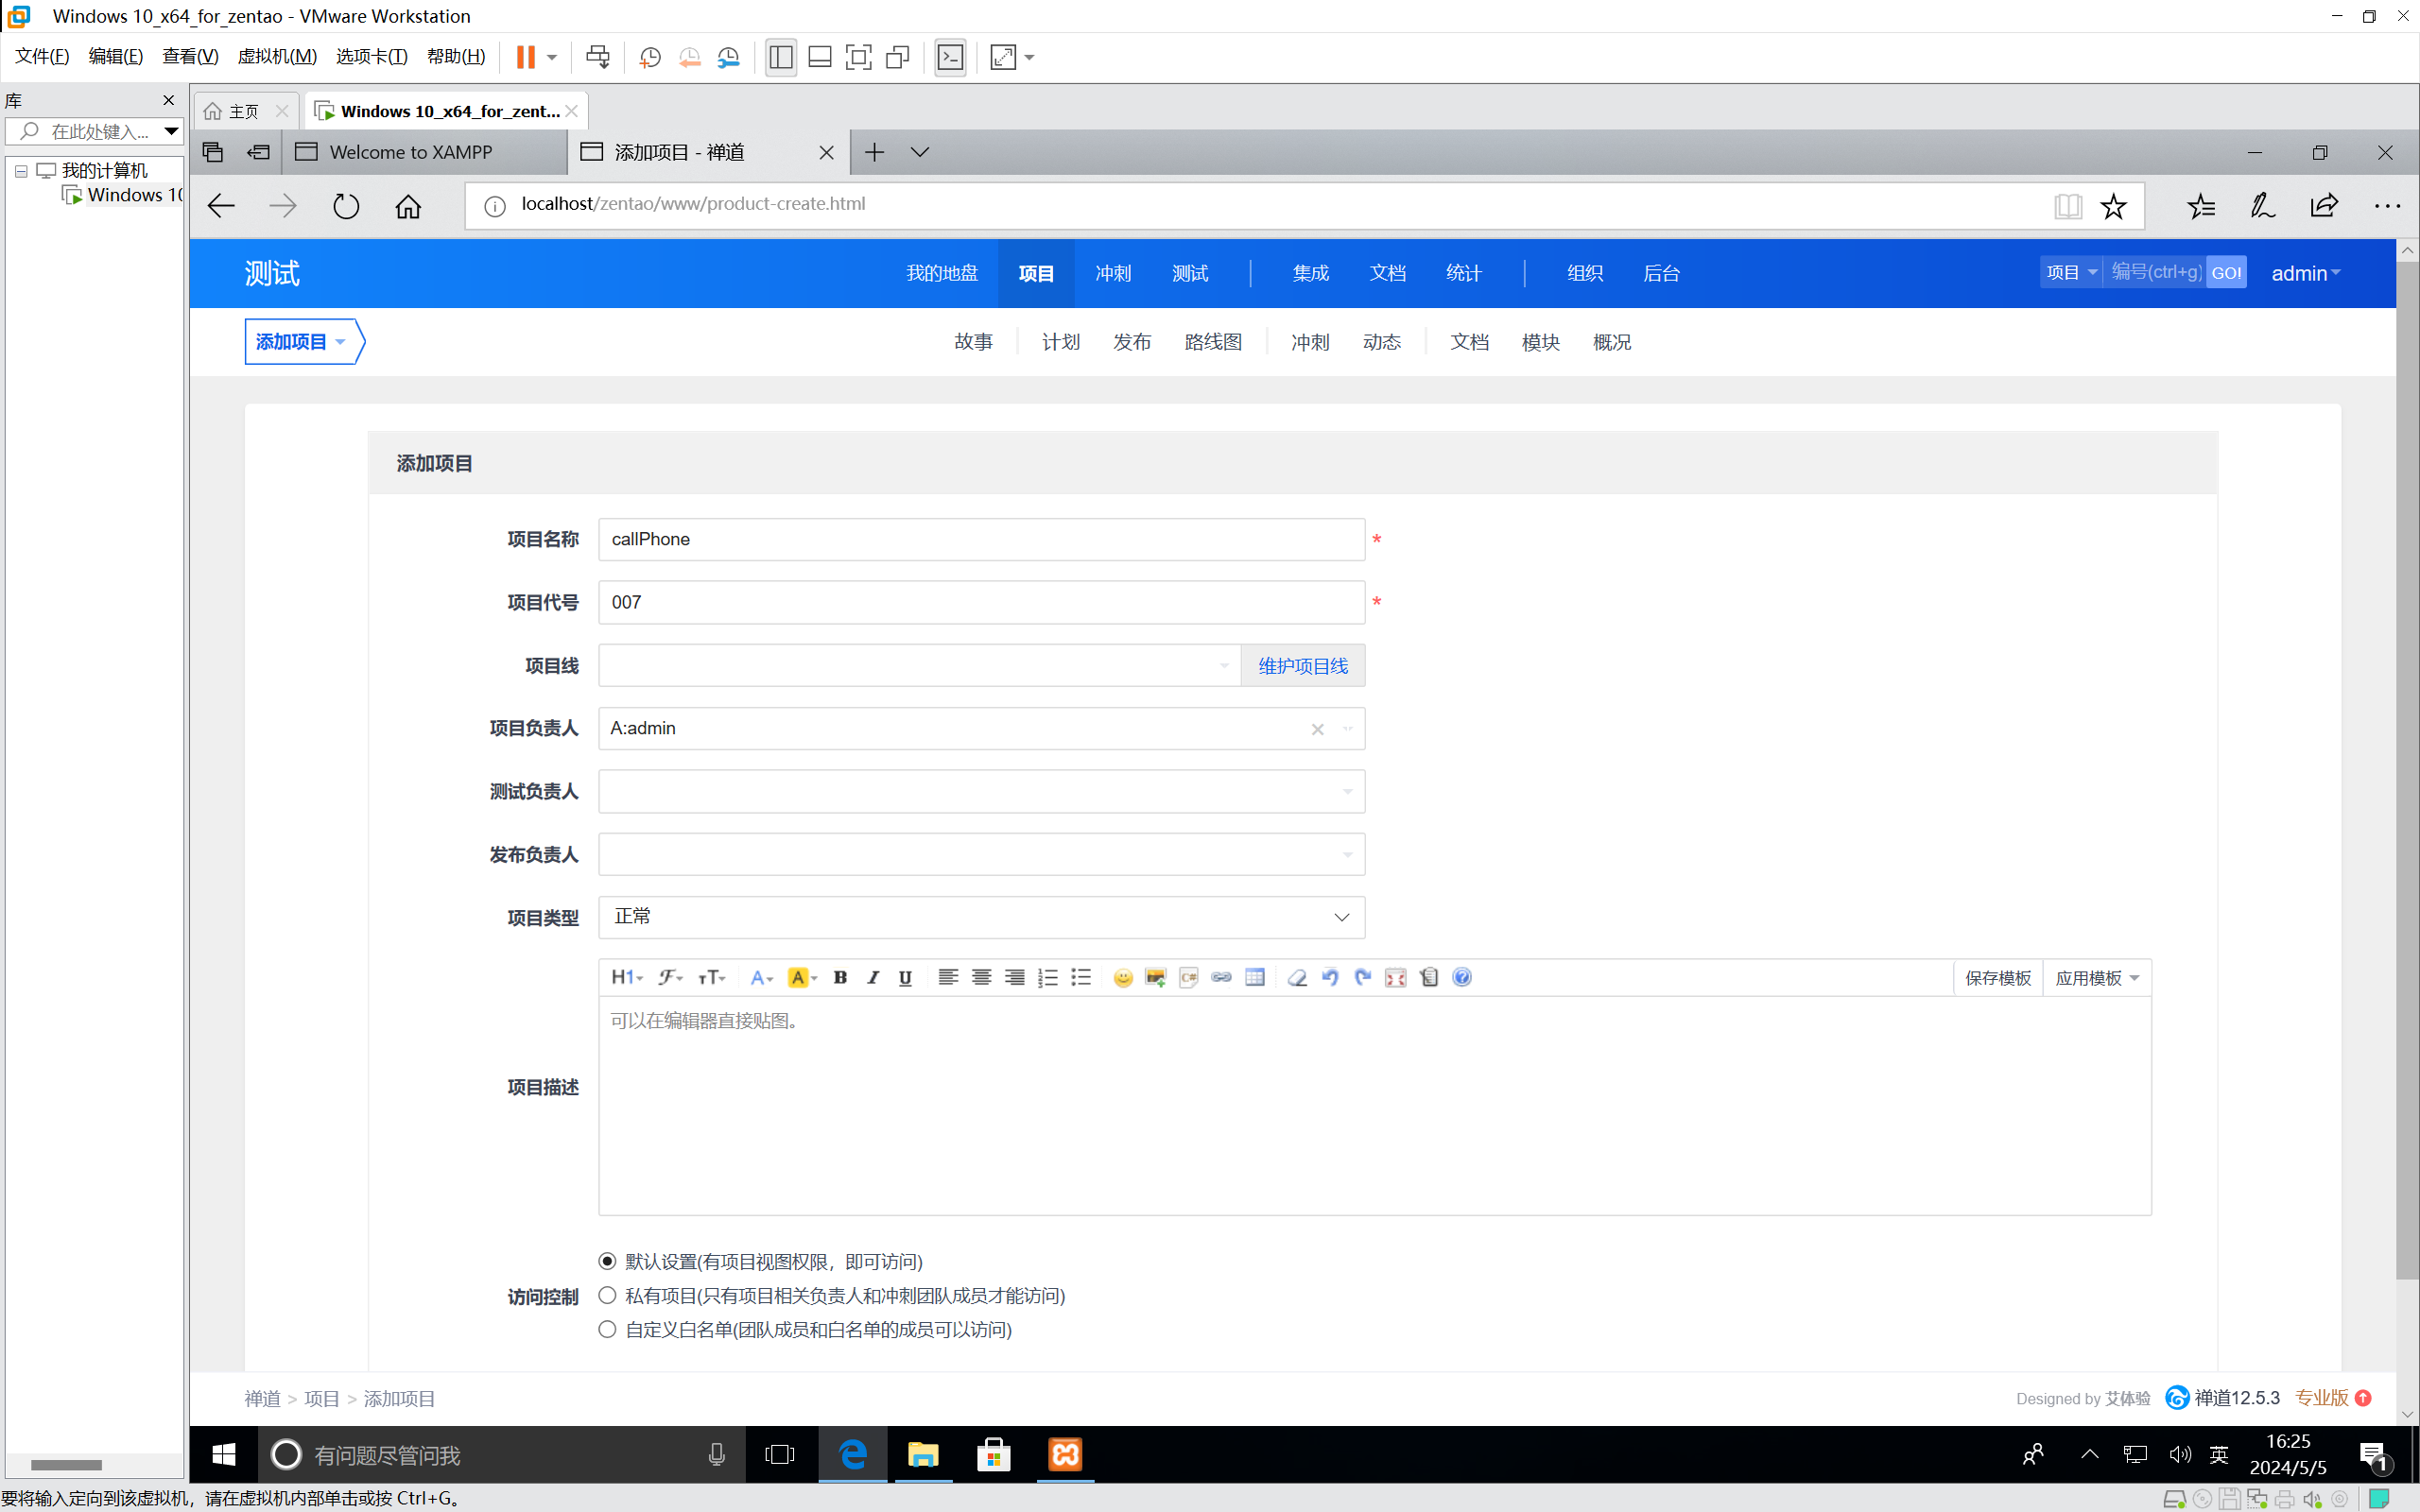 Windows 10_x64_for_zentao - VMware Workstation
文件(F) 编辑(E) 查看(V) 虚拟机(M) 选项卡(T) 帮助(H)
库
在此处键入...
我的计算机
Windows 10
主页
Windows 10_x64_for_zent...
Welcome to XAMPP
添加项目 - 禅道
localhost/zentao/www/product-create.html
测试
我的地盘 项目 冲刺 测试 集成 文档 统计 组织 后台
项目 编号(ctrl+g) GO! admin
添加项目
故事 计划 发布 路线图 冲刺 动态 文档 模块 概况
添加项目
项目名称 callPhone *
项目代号 007 *
项目线 维护项目线
项目负责人 A:admin
测试负责人
发布负责人
项目类型 正常
保存模板 应用模板
可以在编辑器直接贴图。
项目描述
默认设置(有项目视图权限，即可访问)
访问控制 私有项目(只有项目相关负责人和冲刺团队成员才能访问)
自定义白名单(团队成员和白名单的成员可以访问)
禅道 > 项目 > 添加项目
Designed by 艾体验 禅道12.5.3 专业版
有问题尽管问我
英
16:25
2024/5/5
1
要将输入定向到该虚拟机，请在虚拟机内部单击或按 Ctrl+G。